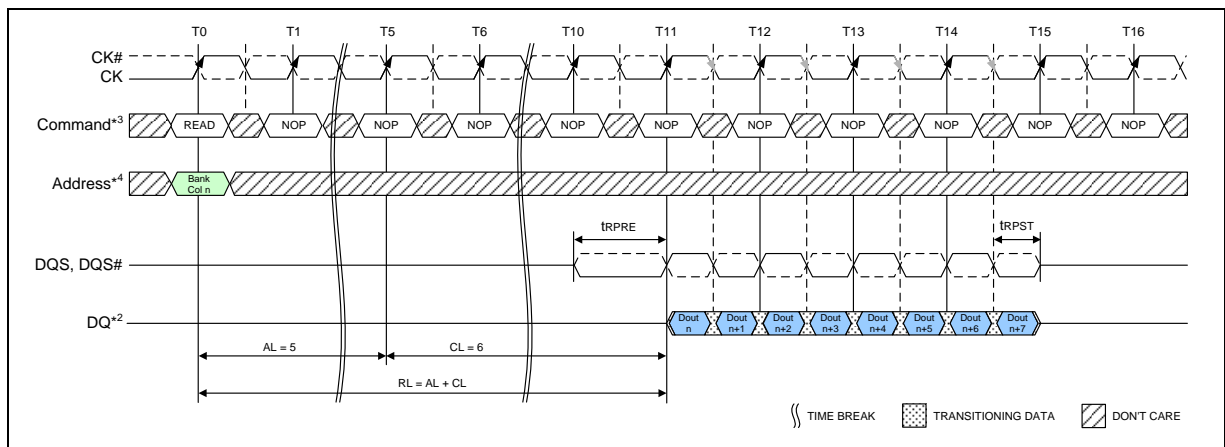 T0 T1 T5 T6 T10 T11 T12 T13 T14 T15 T16
CK#
CK
Command*3 READ NOP NOP NOP NOP NOP NOP NOP NOP NOP NOP
Address*4 Bank
Col n
tRPRE tRPST
DQS, DQS#
DQ*2 Dout n Dout n+1 Dout n+2 Dout n+3 Dout n+4 Dout n+5 Dout n+6 Dout n+7
AL = 5 CL = 6
RL = AL + CL
TIME BREAK TRANSITIONING DATA DON'T CARE